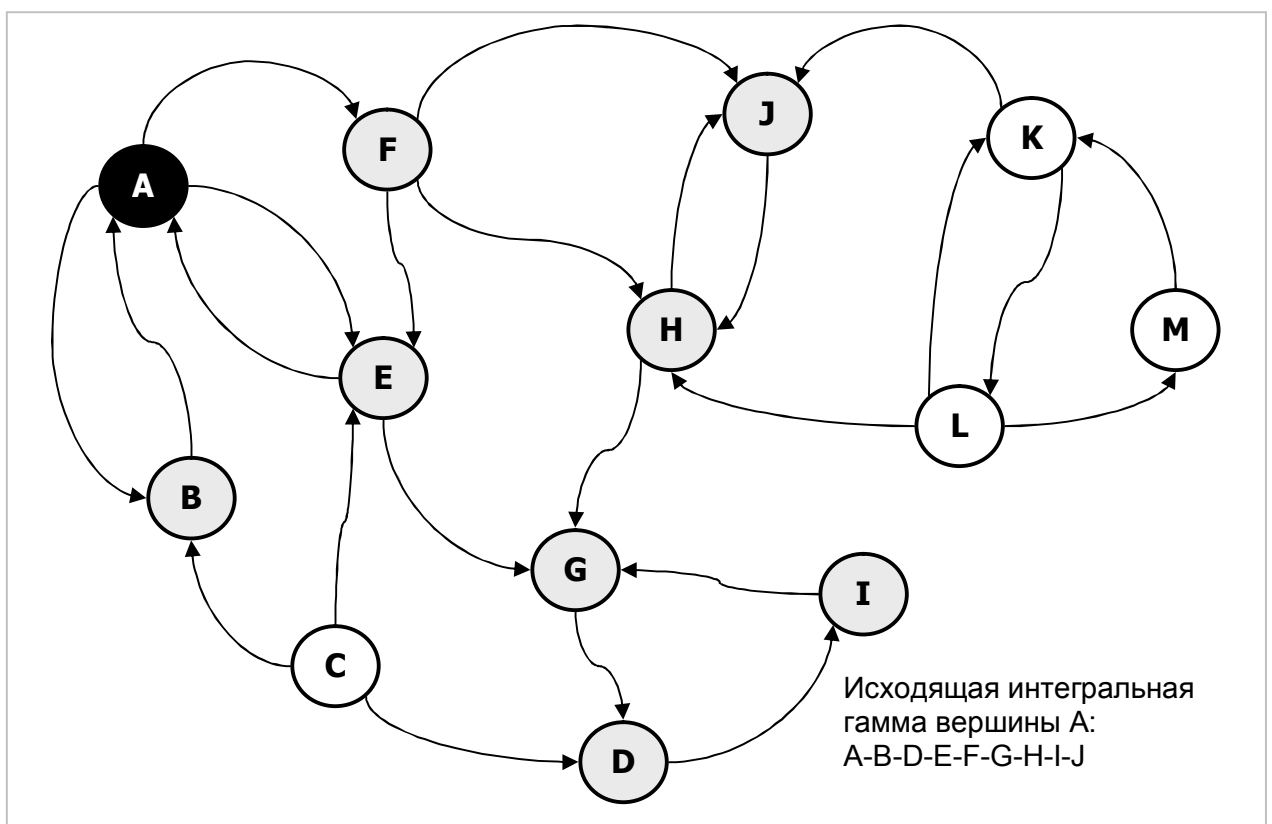 J
K
F
A
H
M
E
L
B
G
I
C
D
Исходящая интегральная
гамма вершины А:
A-B-D-E-F-G-H-I-J